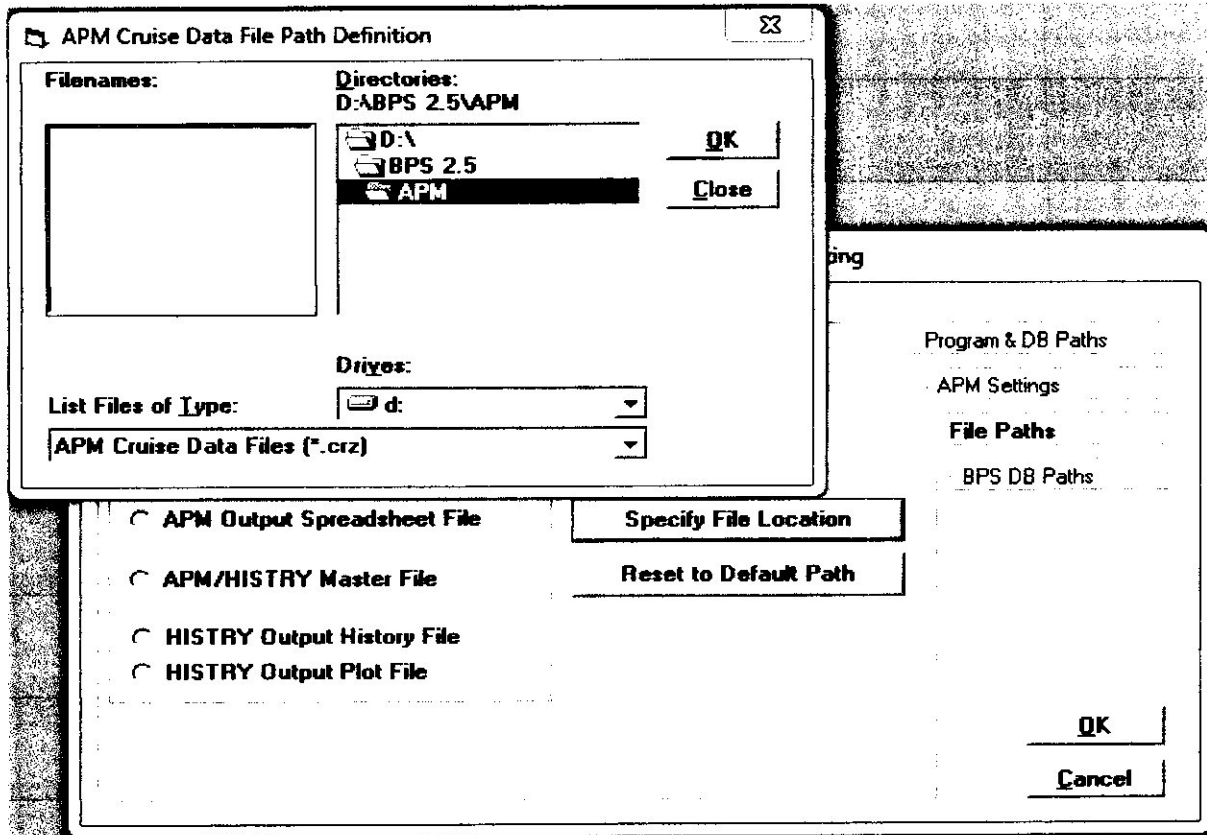 APM Cruise Data File Path Definition
Filenames:
Directories:
D:\BPS 2.5\APM
D:\
BPS 2.5
APM
OK
Close
Drives:
d:
List Files of Type:
APM Cruise Data Files (*.crz)
Program & DB Paths
APM Settings
File Paths
BPS DB Paths
APM Output Spreadsheet File
Specify File Location
APM/HISTRY Master File
Reset to Default Path
HISTRY Output History File
HISTRY Output Plot File
OK
Cancel